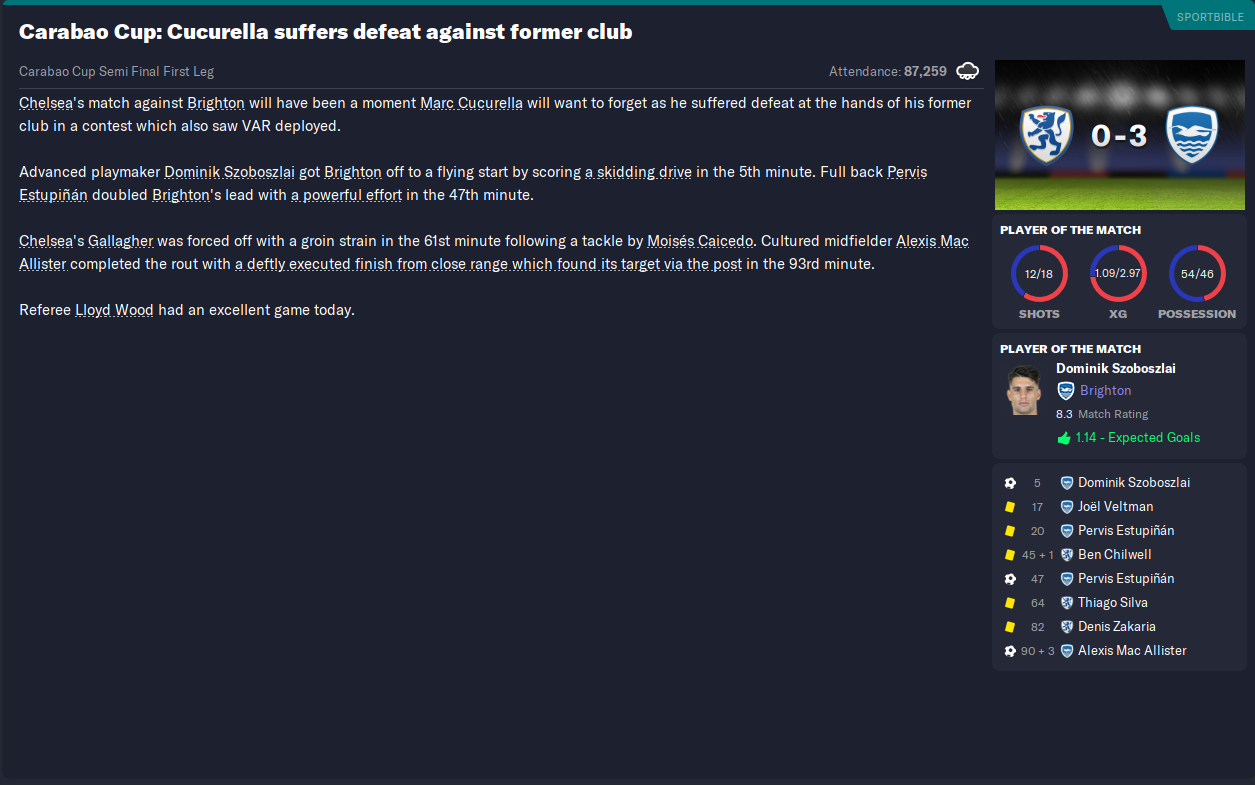 SPORTBIBLE
Carabao Cup: Cucurella suffers defeat against former club
Carabao Cup Semi Final First Leg
Attendance: 87,259
Chelsea's match against Brighton will have been a moment Marc Cucurella will want to forget as he suffered defeat at the hands of his former
club in a contest which also saw VAR deployed.
Advanced playmaker Dominik Szoboszlai got Brighton off to a flying start by scoring a skidding drive in the 5th minute. Full back Pervis
Estupiñán doubled Brighton's lead with a powerful effort in the 47th minute.
Chelsea's Gallagher was forced off with a groin strain in the 61st minute following a tackle by Moisés Caicedo. Cultured midfielder Alexis Mac
Allister completed the rout with a deftly executed finish from close range which found its target via the post in the 93rd minute.
Referee Lloyd Wood had an excellent game today.
0-3
PLAYER OF THE MATCH
12/18 1.09/2.97 54/46
SHOTS XG POSSESSION
PLAYER OF THE MATCH
Dominik Szoboszlai
Brighton
8.3 Match Rating
1.14 - Expected Goals
5 Dominik Szoboszlai
17 Joël Veltman
20 Pervis Estupiñán
45 + 1 Ben Chilwell
47 Pervis Estupiñán
64 Thiago Silva
82 Denis Zakaria
90 + 3 Alexis Mac Allister